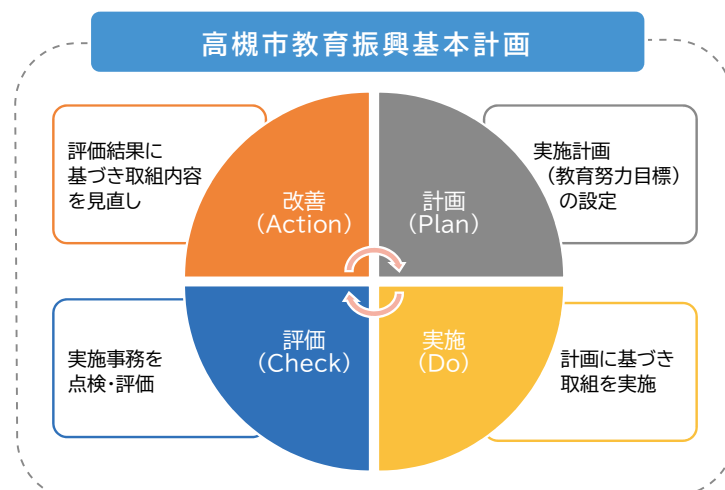 高槻市教育振興基本計画
評価結果に
基づき取組内容
を見直し
改善
(Action)
計画
(Plan)
実施計画
(教育努力目標)
の設定
実施事務を
点検・評価
評価
(Check)
実施
(Do)
計画に基づき
取組を実施